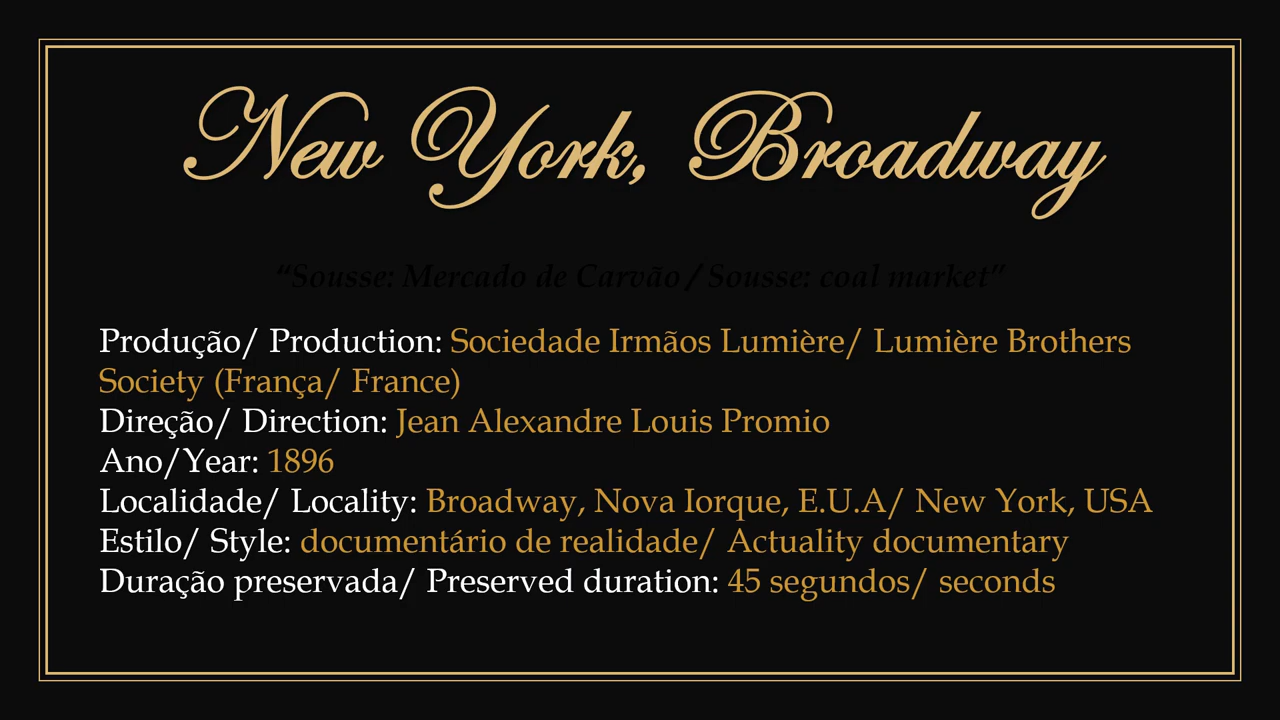 New York, Broadway
“Sousse: Mercado de Carvão / Sousse: coal market”
Produção/ Production: Sociedade Irmãos Lumière/ Lumière Brothers
Society (França/ France)
Direção/ Direction: Jean Alexandre Louis Promio
Ano/Year: 1896
Localidade/ Locality: Broadway, Nova Iorque, E.U.A/ New York, USA
Estilo/ Style: documentário de realidade/ Actuality documentary
Duração preservada/ Preserved duration: 45 segundos/ seconds